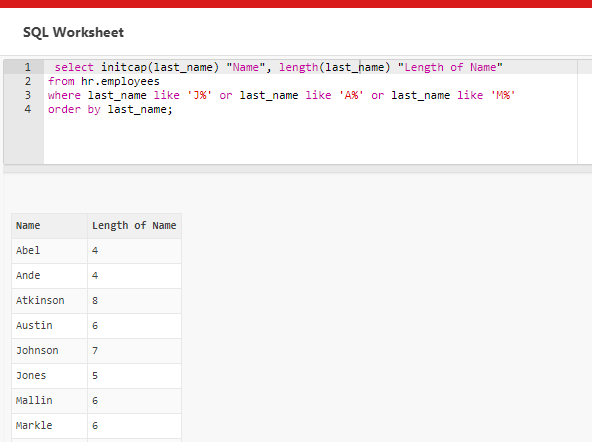 SQL Worksheet
1 select initcap(last_name) "Name", length(last_name) "Length of Name"
2 from hr.employees
3 where last_name like 'J%' or last_name like 'A%' or last_name like 'M%'
4 order by last_name;
Name Length of Name
Abel 4
Ande 4
Atkinson 8
Austin 6
Johnson 7
Jones 5
Mallin 6
Markle 6